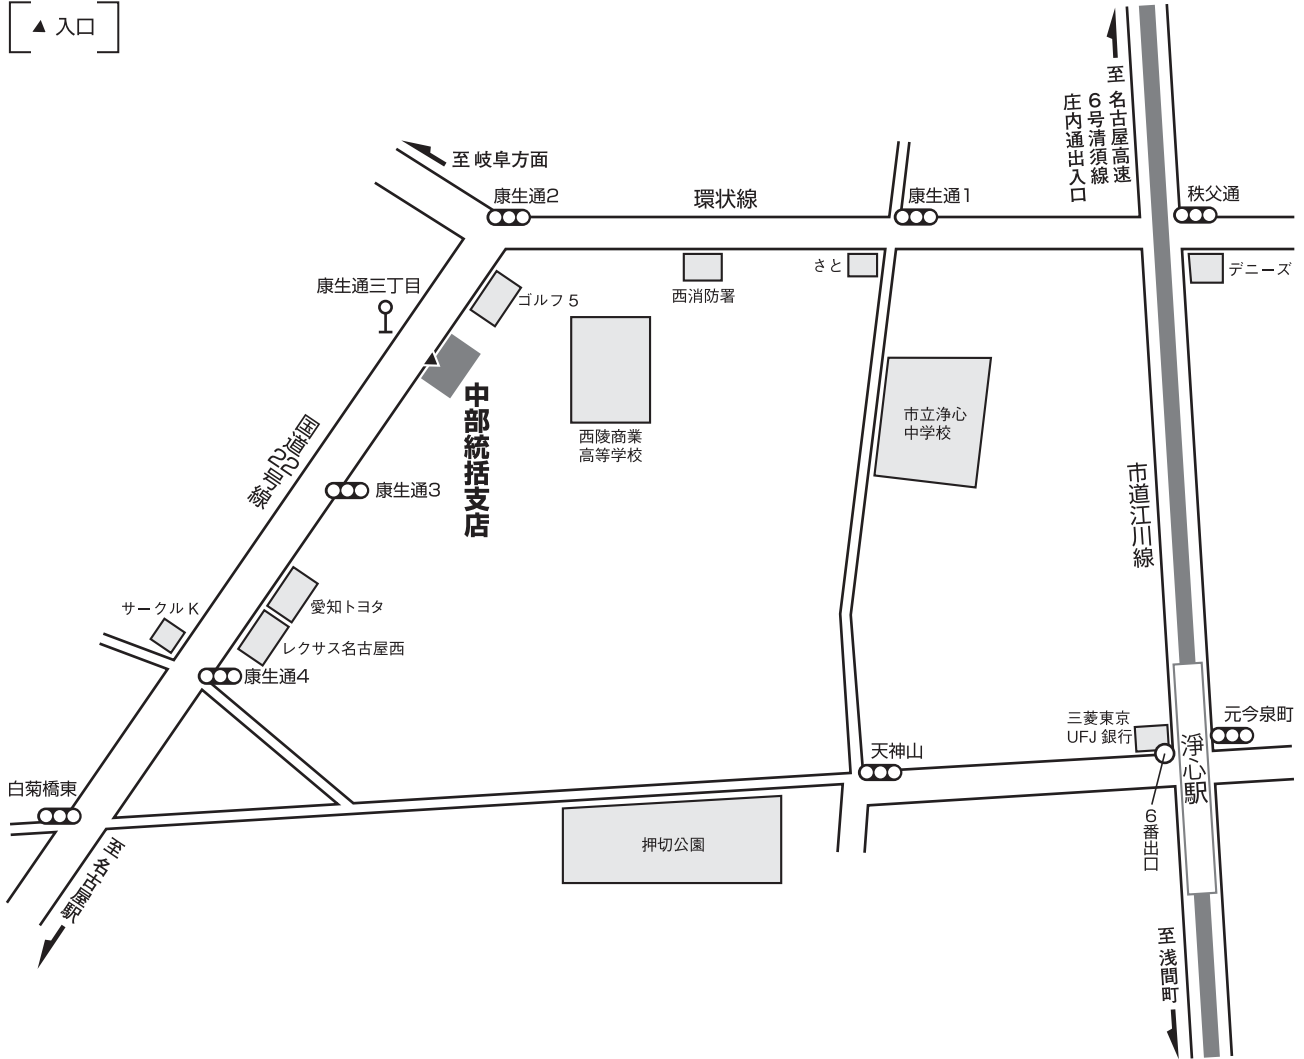 ▲ 入口
至 名古屋高速
6号清須線
庄内通出入口
至 岐阜方面
康生通2
環状線
康生通1
秩父通
さと
デニーズ
西消防署
康生通三丁目
ゴルフ 5
中部統括支店
西陵商業
高等学校
市立浄心
中学校
国道22号線
康生通3
市道江川線
サークル K
愛知トヨタ
レクサス名古屋西
康生通4
三菱東京
UFJ 銀行
元今泉町
天神山
浄心駅
白菊橋東
押切公園
6番出口
至 名古屋駅
至 浅間町